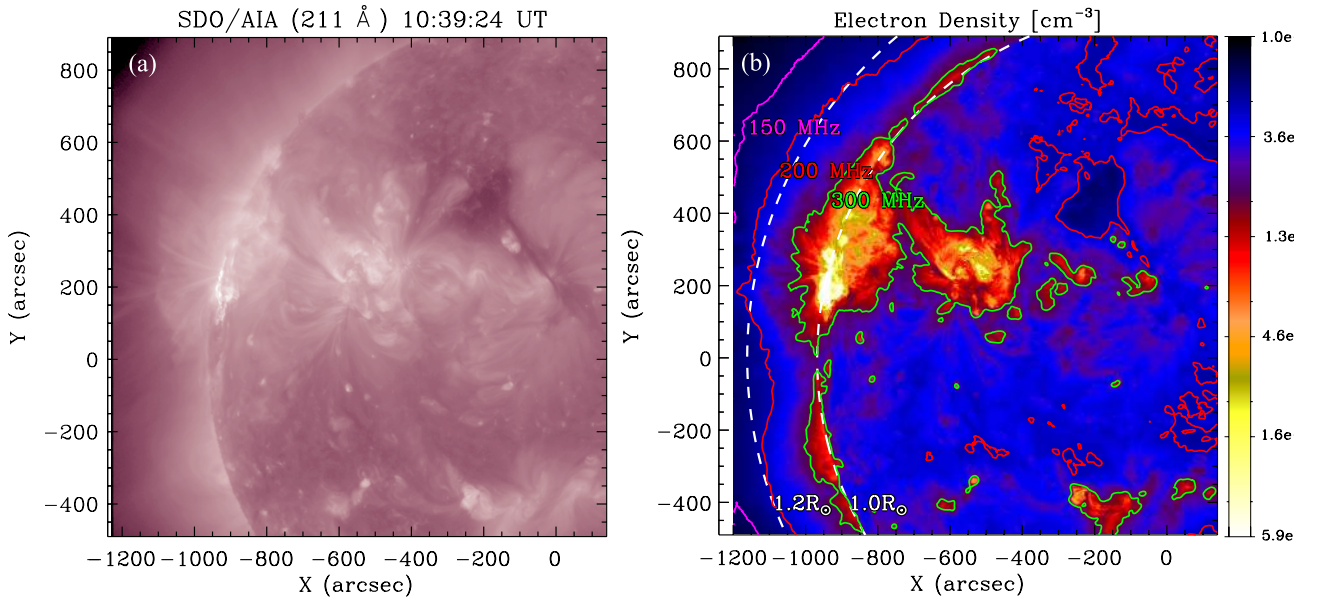 SDO/AIA (211 Å) 10:39:24 UT
(a)
800
600
400
200
0
−200
−400
Y (arcsec)
−1200 −1000 −800 −600 −400 −200 0
X (arcsec)
Electron Density [cm⁻³]
(b)
150 MHz
200 MHz
300 MHz
1.2R⊙ 1.0R⊙
800
600
400
200
0
−200
−400
Y (arcsec)
−1200 −1000 −800 −600 −400 −200 0
X (arcsec)
1.0e
3.6e
1.3e
4.6e
1.6e
5.9e